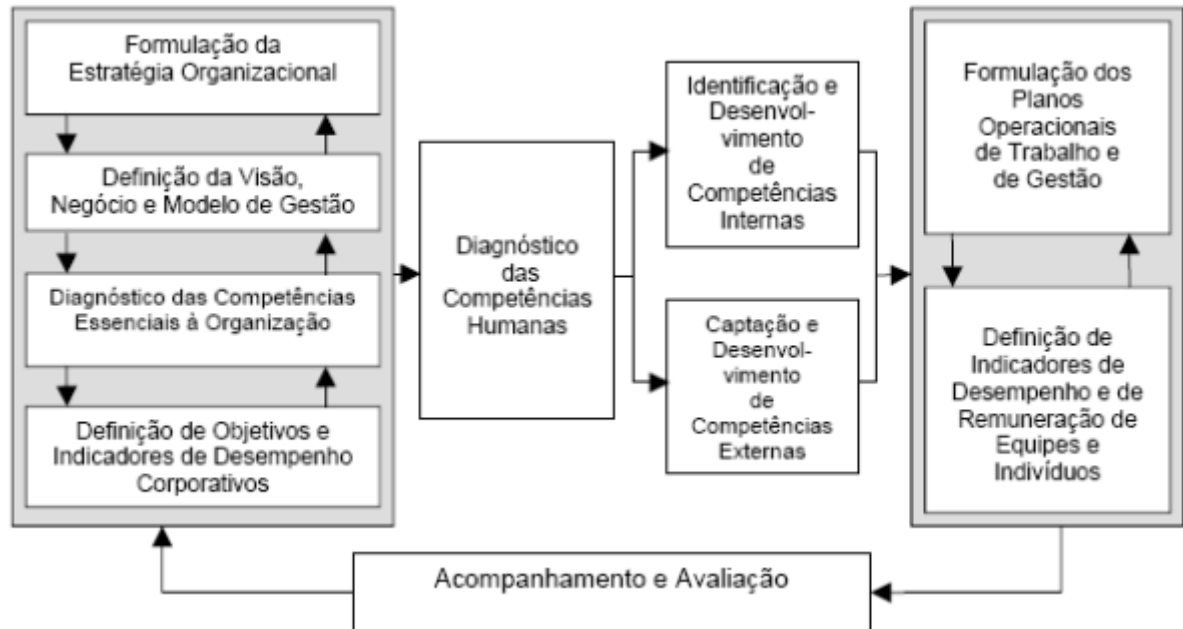 Formulação da
Estratégia Organizacional
Definição da Visão,
Negócio e Modelo de Gestão
Diagnóstico das Competências
Essenciais à Organização
Definição de Objetivos e
Indicadores de Desempenho
Corporativos
Diagnóstico
das
Competências
Humanas
Identificação e
Desenvol-
vimento
de
Competências
Internas
Captação e
Desenvol-
vimento
de
Competências
Externas
Formulação dos
Planos
Operacionais
de Trabalho e
de Gestão
Definição de
Indicadores de
Desempenho e de
Remuneração de
Equipes e
Indivíduos
Acompanhamento e Avaliação